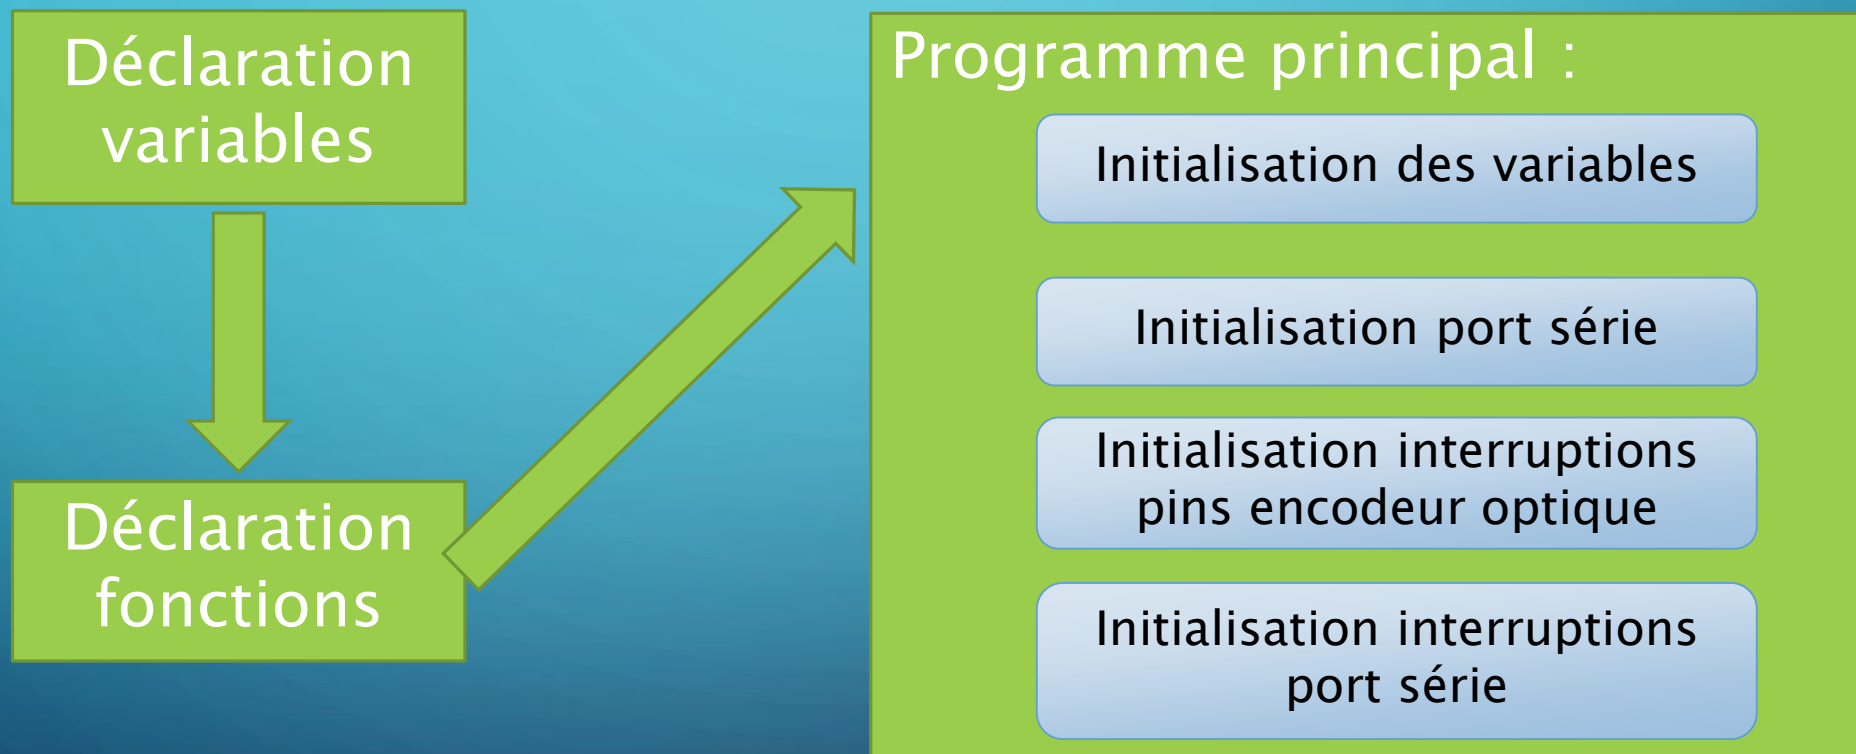 Déclaration
variables
Déclaration
fonctions
Programme principal :
Initialisation des variables
Initialisation port série
Initialisation interruptions
pins encodeur optique
Initialisation interruptions
port série